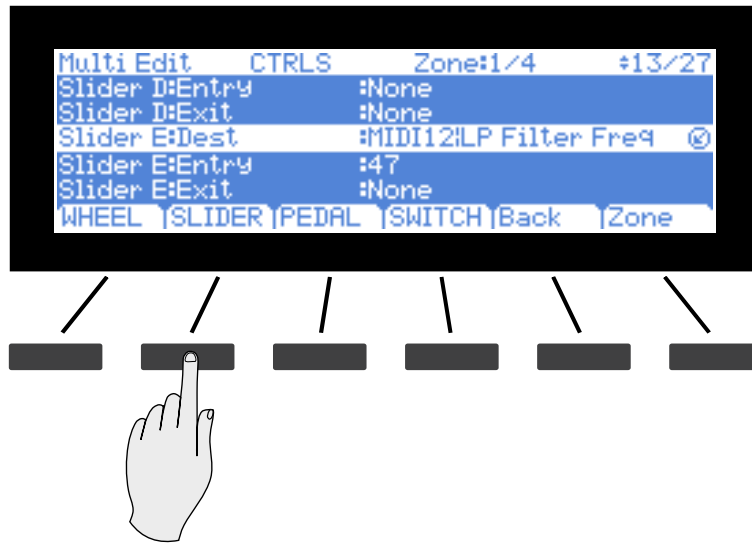 Multi Edit CTRLS Zone:1/4 13/27
Slider D:Entry :None
Slider D:Exit :None
Slider E:Dest :MIDI12:LP Filter Freq
Slider E:Entry :47
Slider E:Exit :None
WHEEL SLIDER PEDAL SWITCH Back Zone